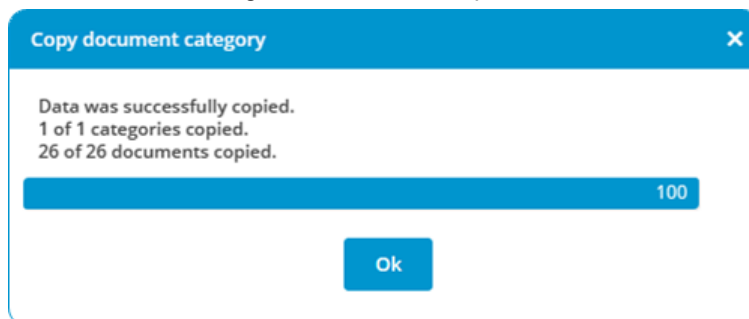 Copy document category
Data was successfully copied.
1 of 1 categories copied.
26 of 26 documents copied.
100
Ok